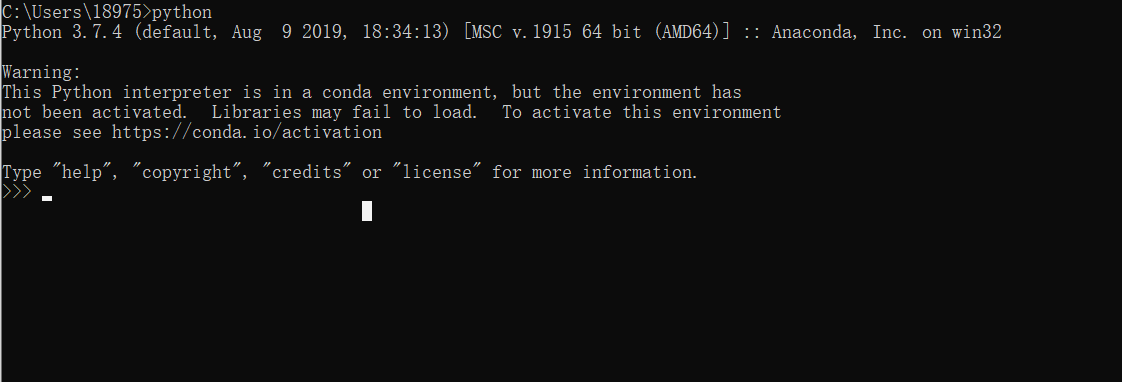 C:\Users\18975>python
Python 3.7.4 (default, Aug  9 2019, 18:34:13) [MSC v.1915 64 bit (AMD64)] :: Anaconda, Inc. on win32
Warning:
This Python interpreter is in a conda environment, but the environment has
not been activated.  Libraries may fail to load.  To activate this environment
please see https://conda.io/activation
Type "help", "copyright", "credits" or "license" for more information.
>>>